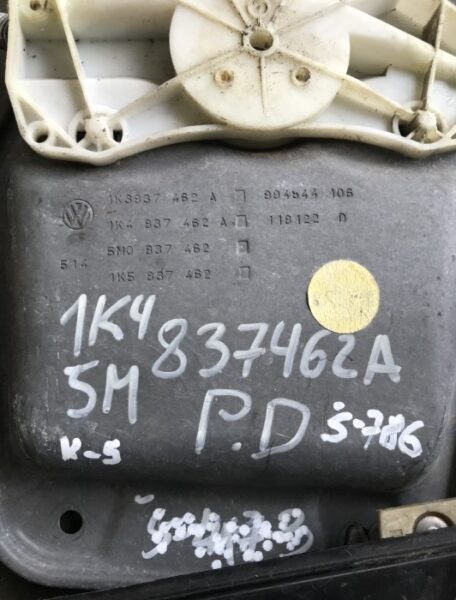 1K3837 462 A 994944 106
1K4 837 462 A 118122 D
5M0 837 462
514
1K5 837 462
1K4 837462A
5M P.D S-786
K-5